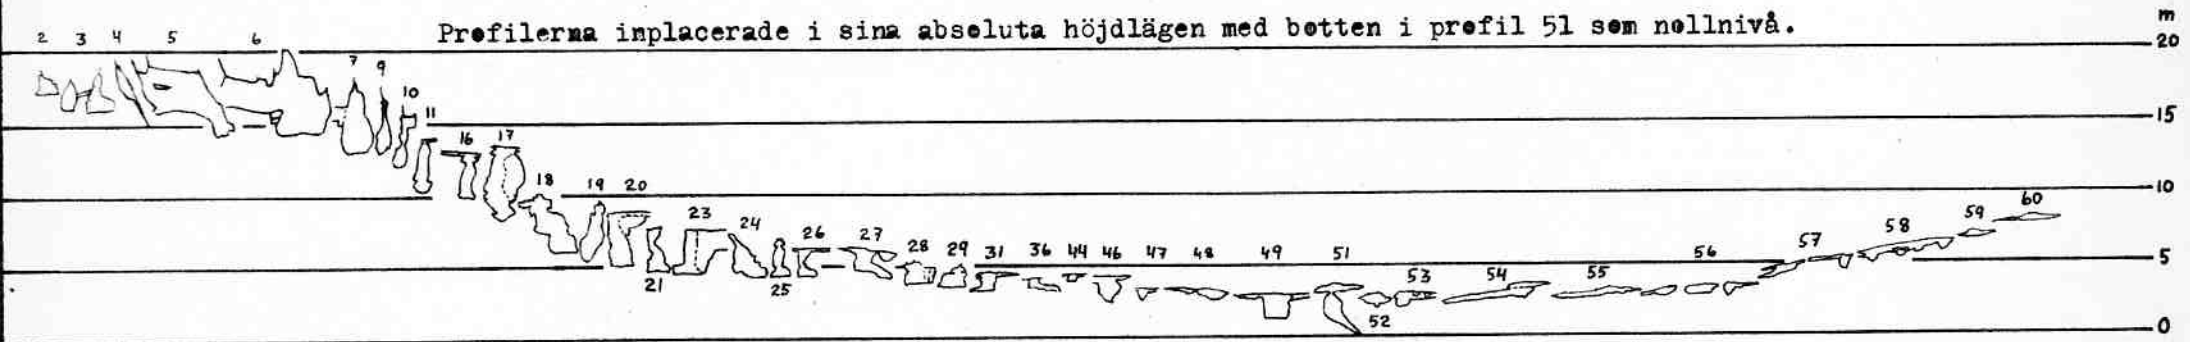 Profilerna inplacerade i sina absoluta höjdlägen med botten i profil 51 som nollnivå.
m
20
2 3 4 5 6
7 9
10
11
15
16 17
18 19 20
10
21 23 24 25 26 27 28 29 31 36 44 46 47 48 49 51
52 53 54 55 56 57 58 59 60
5
0